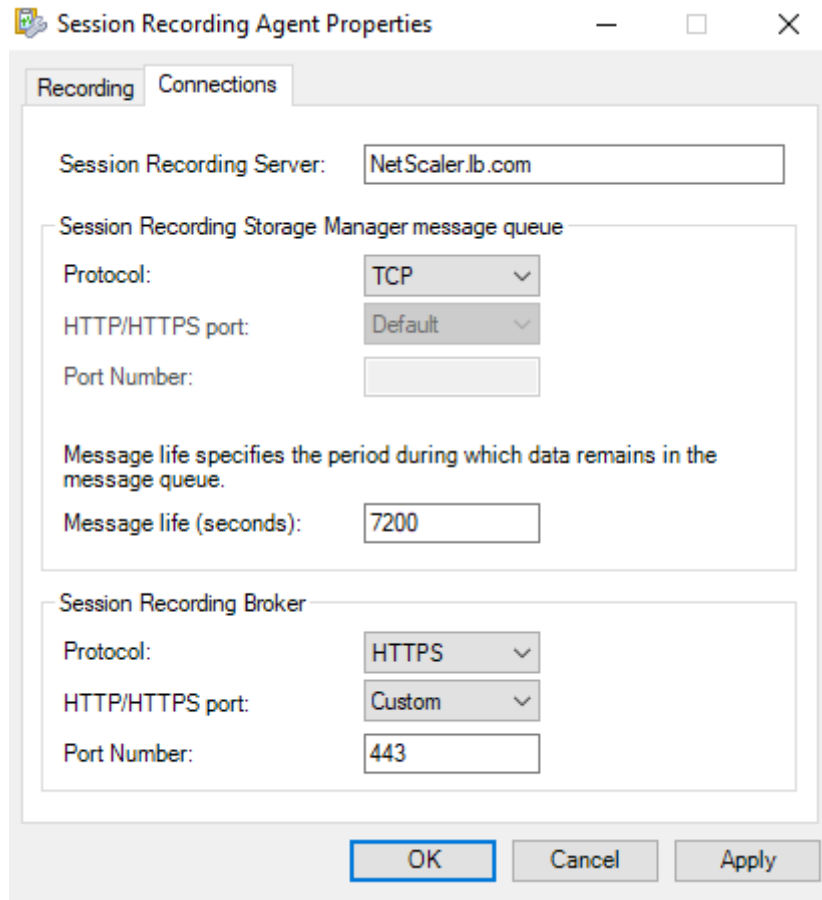 Session Recording Agent Properties
Recording
Connections
Session Recording Server:
NetScaler.lb.com
Session Recording Storage Manager message queue
Protocol:
TCP
HTTP/HTTPS port:
Default
Port Number:
Message life specifies the period during which data remains in the
message queue.
Message life (seconds):
7200
Session Recording Broker
Protocol:
HTTPS
HTTP/HTTPS port:
Custom
Port Number:
443
OK
Cancel
Apply